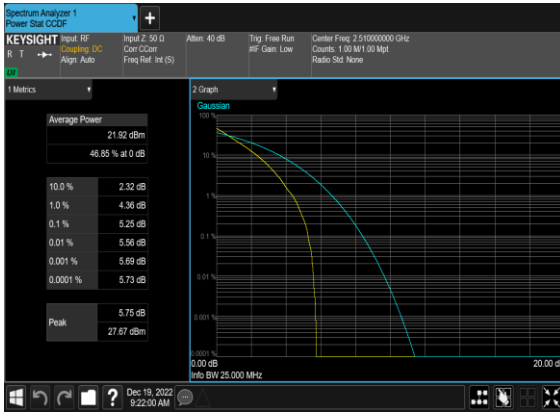 Spectrum Analyzer 1
Power Stat CCDF
KEYSIGHT
R T
LXI
Input: RF
Coupling: DC
Align: Auto
Input Z: 50 Ω
Corr CCorr
Freq Ref: Int (S)
Atten: 40 dB
Trig: Free Run
#IF Gain: Low
Center Freq: 2.510000000 GHz
Counts: 1.00 M/1.00 Mpt
Radio Std: None
1 Metrics
Average Power
21.92 dBm
46.85 % at 0 dB
10.0 % 2.32 dB
1.0 % 4.36 dB
0.1 % 5.25 dB
0.01 % 5.56 dB
0.001 % 5.69 dB
0.0001 % 5.73 dB
Peak
5.75 dB
27.67 dBm
2 Graph
Gaussian
100 %
10 %
1 %
0.1 %
0.01 %
0.001 %
0.0001 %
0.00 dB
20.00 d
Info BW 25.000 MHz
?
Dec 19, 2022
9:22:00 AM